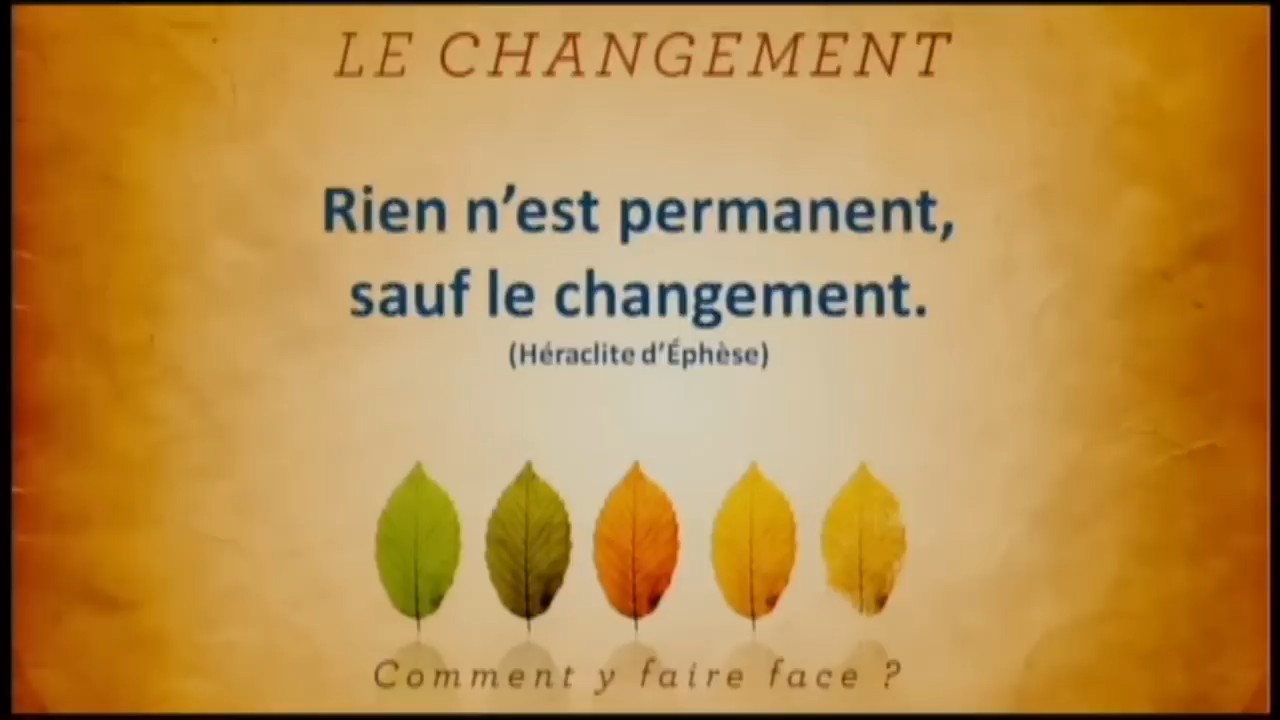 LE CHANGEMENT
Rien n’est permanent,
sauf le changement.
(Héraclite d’Éphèse)
Comment y faire face ?